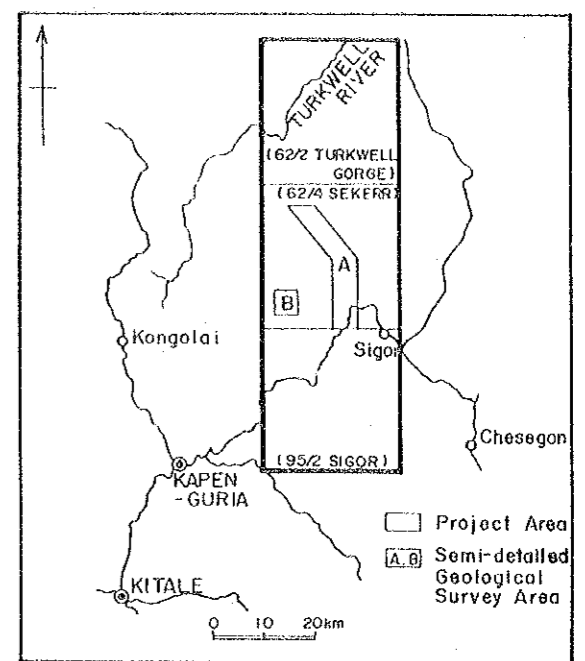 TURKWELL
RIVER
(62/2 TURKWELL
GORGE)
(62/4 SEKERR)
A
B
Kongolai
Sigor
Chesegon
(95/2 SIGOR)
KAPEN
-GURIA
Project Area
A,B Semi-detailed
Geological
Survey Area
KITALE
0 10 20km